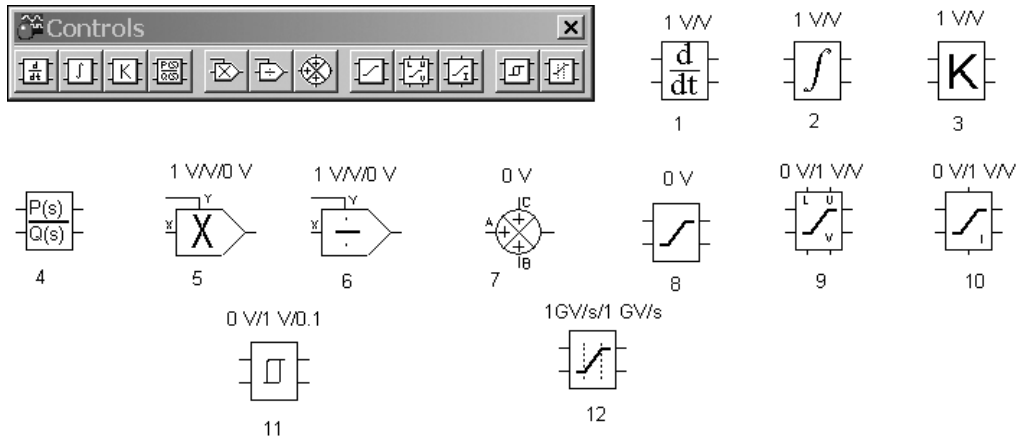 Controls
d/dt ∫ K P(S)/Q(S) X ÷ L U V I
1 V/V 1 V/V 1 V/V
d/dt ∫ K
1 2 3
1 V/V/0 V 1 V/V/0 V 0 V 0 V 0 V/1 V/V 0 V/1 V/V
P(s)/Q(s) X Y X X Y ÷ A C B L U V I
4 5 6 7 8 9 10
0 V/1 V/0.1 1GV/s/1 GV/s
11 12